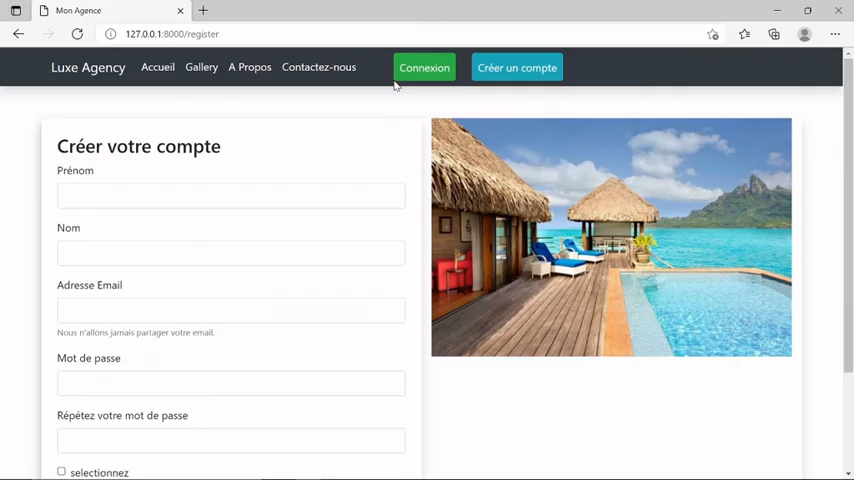 Mon Agence
127.0.0.1:8000/register
Luxe Agency Accueil Gallery A Propos Contactez-nous Connexion Créer un compte
Créer votre compte
Prénom
Nom
Adresse Email
Nous n'allons jamais partager votre email.
Mot de passe
Répétez votre mot de passe
selectionnez